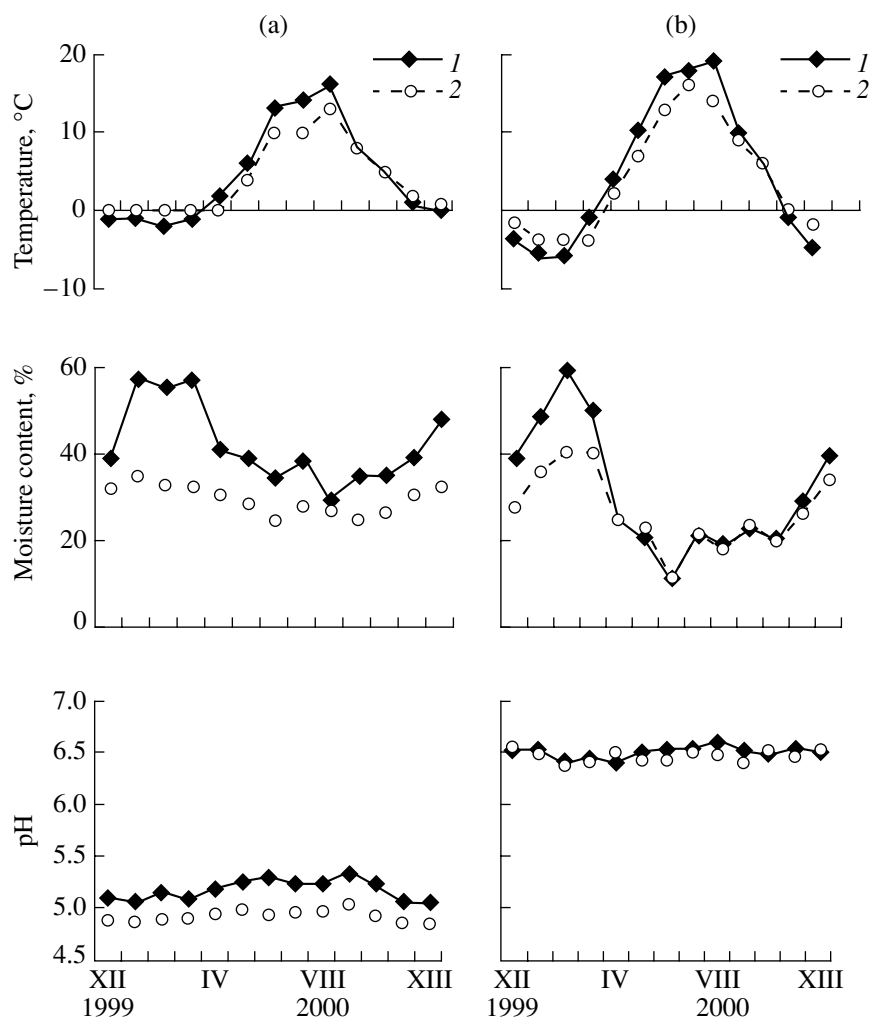 (a)
(b)
20
10
0
−10
Temperature, °C
1
2
1
2
60
40
20
0
Moisture content, %
7.0
6.5
6.0
5.5
5.0
4.5
pH
XII IV VIII XIII
1999 2000
XII IV VIII XIII
1999 2000